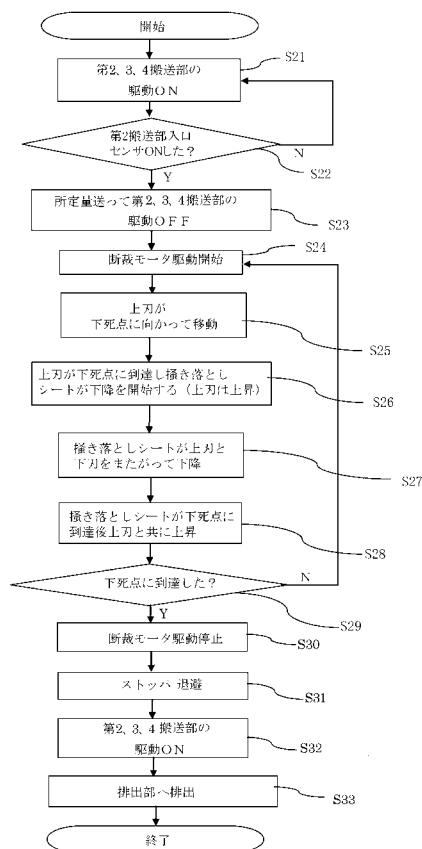 開始
第2、3、4搬送部の
駆動ON
S21
第2搬送部入口
センサONした？
N
S22
Y
所定量送って第2、3、4搬送部の
駆動OFF
S23
S24
断裁モータ駆動開始
上刃が
下死点に向かって移動
S25
上刃が下死点に到達し掻き落とし
シートが下降を開始する（上刃は上昇）
S26
掻き落としシートが上刃と
下刃をまたがって下降
S27
掻き落としシートが下死点に
到達後上刃と共に上昇
S28
下死点に到達した？
N
S29
Y
断裁モータ駆動停止
S30
ストッパ 退避
S31
第2、3、4 搬送部の
駆動ON
S32
排出部へ排出
S33
終了